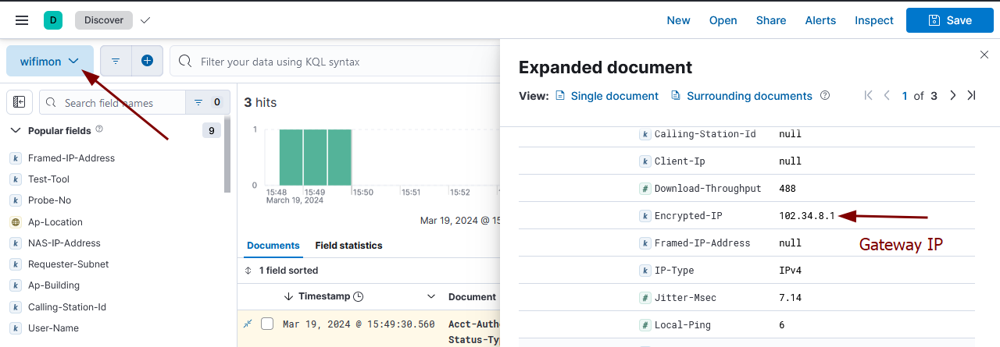 D Discover New Open Share Alerts Inspect Save
wifimon Filter your data using KQL syntax
Search field names 0
Popular fields 9
k Framed-IP-Address
k Test-Tool
k Probe-No
Ap-Location
k NAS-IP-Address
k Requester-Subnet
k Ap-Building
k Calling-Station-Id
k User-Name
3 hits
1
0
15:48 15:49 15:50 15:51 15:52
March 19, 2024
Mar 19, 2024 @ 15
Documents Field statistics
1 field sorted
Timestamp Document
Mar 19, 2024 @ 15:49:30.560 Acct-Auth
Status-Ty
Expanded document
View: Single document Surrounding documents 1 of 3
k Calling-Station-Id null
k Client-Ip null
# Download-Throughput 488
k Encrypted-IP 102.34.8.1
Gateway IP
k Framed-IP-Address null
k IP-Type IPv4
# Jitter-Msec 7.14
# Local-Ping 6